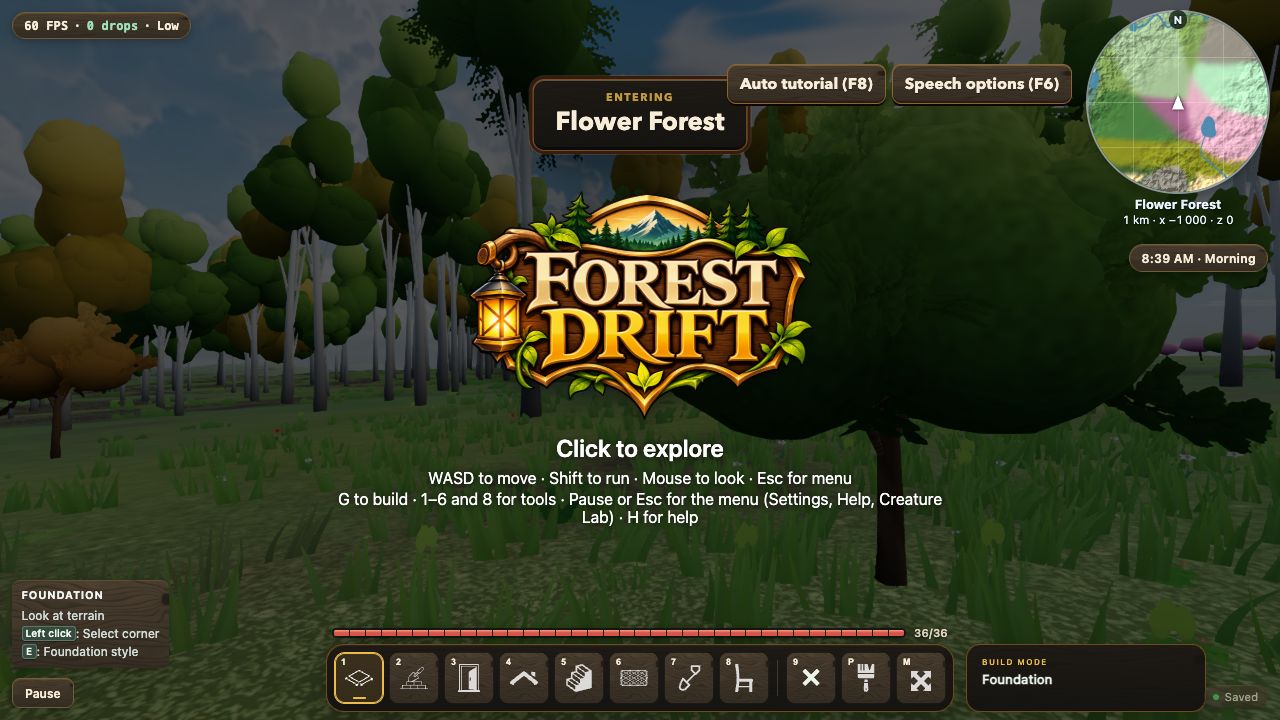 60 FPS · 0 drops · Low
N
Auto tutorial (F8)
Speech options (F6)
ENTERING
Flower Forest
Flower Forest
1 km · x −1 000 · z 0
8:39 AM · Morning
FOREST
DRIFT
Click to explore
WASD to move · Shift to run · Mouse to look · Esc for menu
G to build · 1–6 and 8 for tools · Pause or Esc for the menu (Settings, Help, Creature
Lab) · H for help
FOUNDATION
Look at terrain
Left click: Select corner
E: Foundation style
Pause
36/36
1 2 3 4 5 6 7 8 9 P M
BUILD MODE
Foundation
Saved